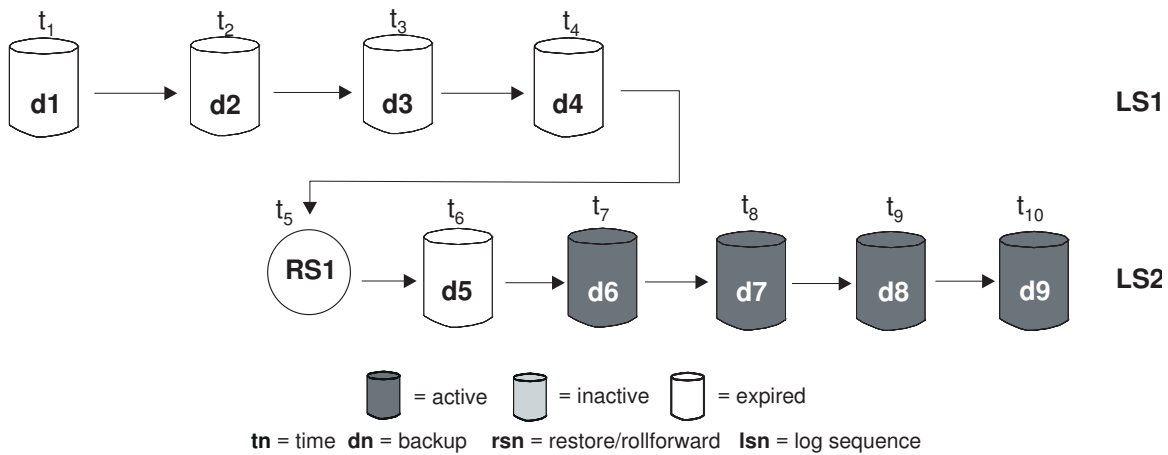 t1 t2 t3 t4
d1 d2 d3 d4 LS1
t5 t6 t7 t8 t9 t10
RS1 d5 d6 d7 d8 d9 LS2
= active = inactive = expired
tn = time dn = backup rsn = restore/rollforward lsn = log sequence